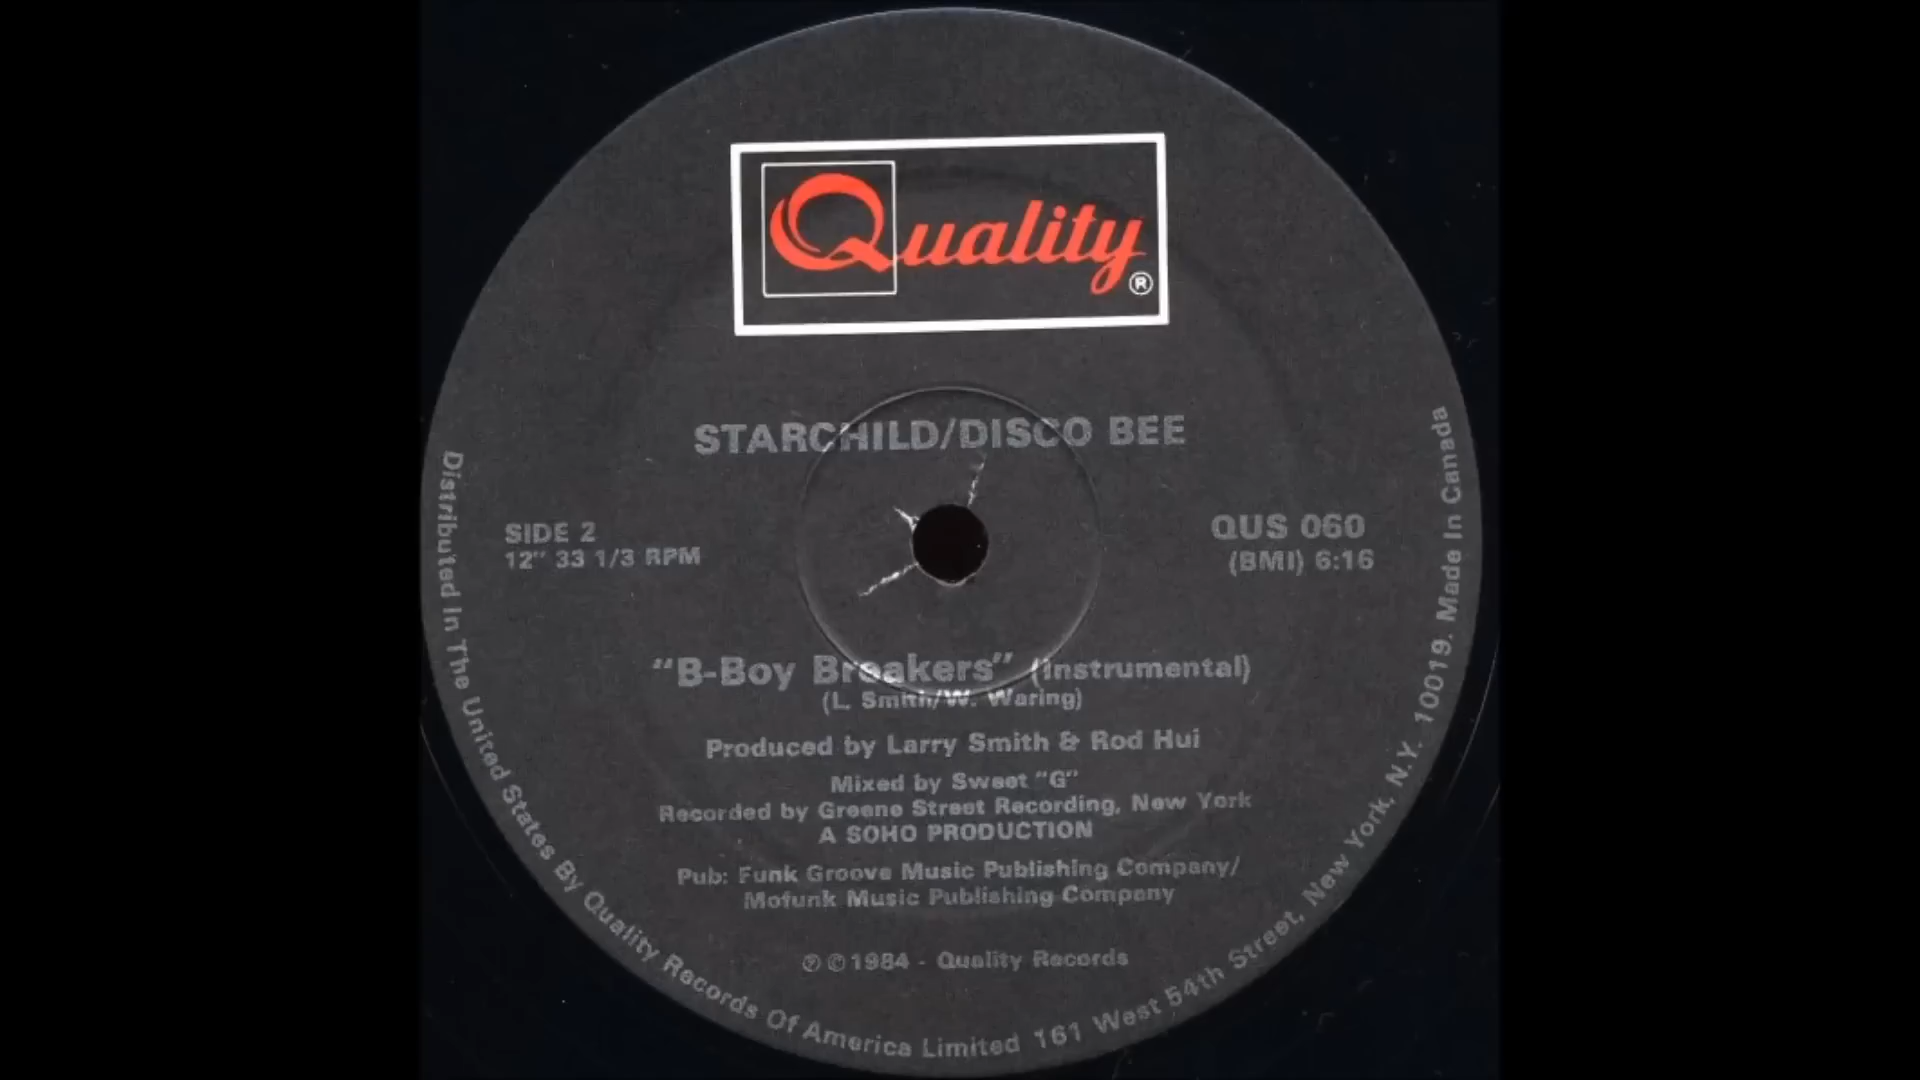 Quality®
STARCHILD/DISCO BEE
SIDE 2
12" 33 1/3 RPM
QUS 060
(BMI) 6:16
"B-Boy Breakers" (Instrumental)
(L. Smith/W. Waring)
Produced by Larry Smith & Rod Hui
Mixed by Sweet "G"
Recorded by Greene Street Recording, New York
A SOHO PRODUCTION
Pub: Funk Groove Music Publishing Company/
Mofunk Music Publishing Company
℗ © 1984 - Quality Records
Distributed In The United States By Quality Records Of America Limited 161 West 54th Street, New York, N.Y. 10019. Made In Canada